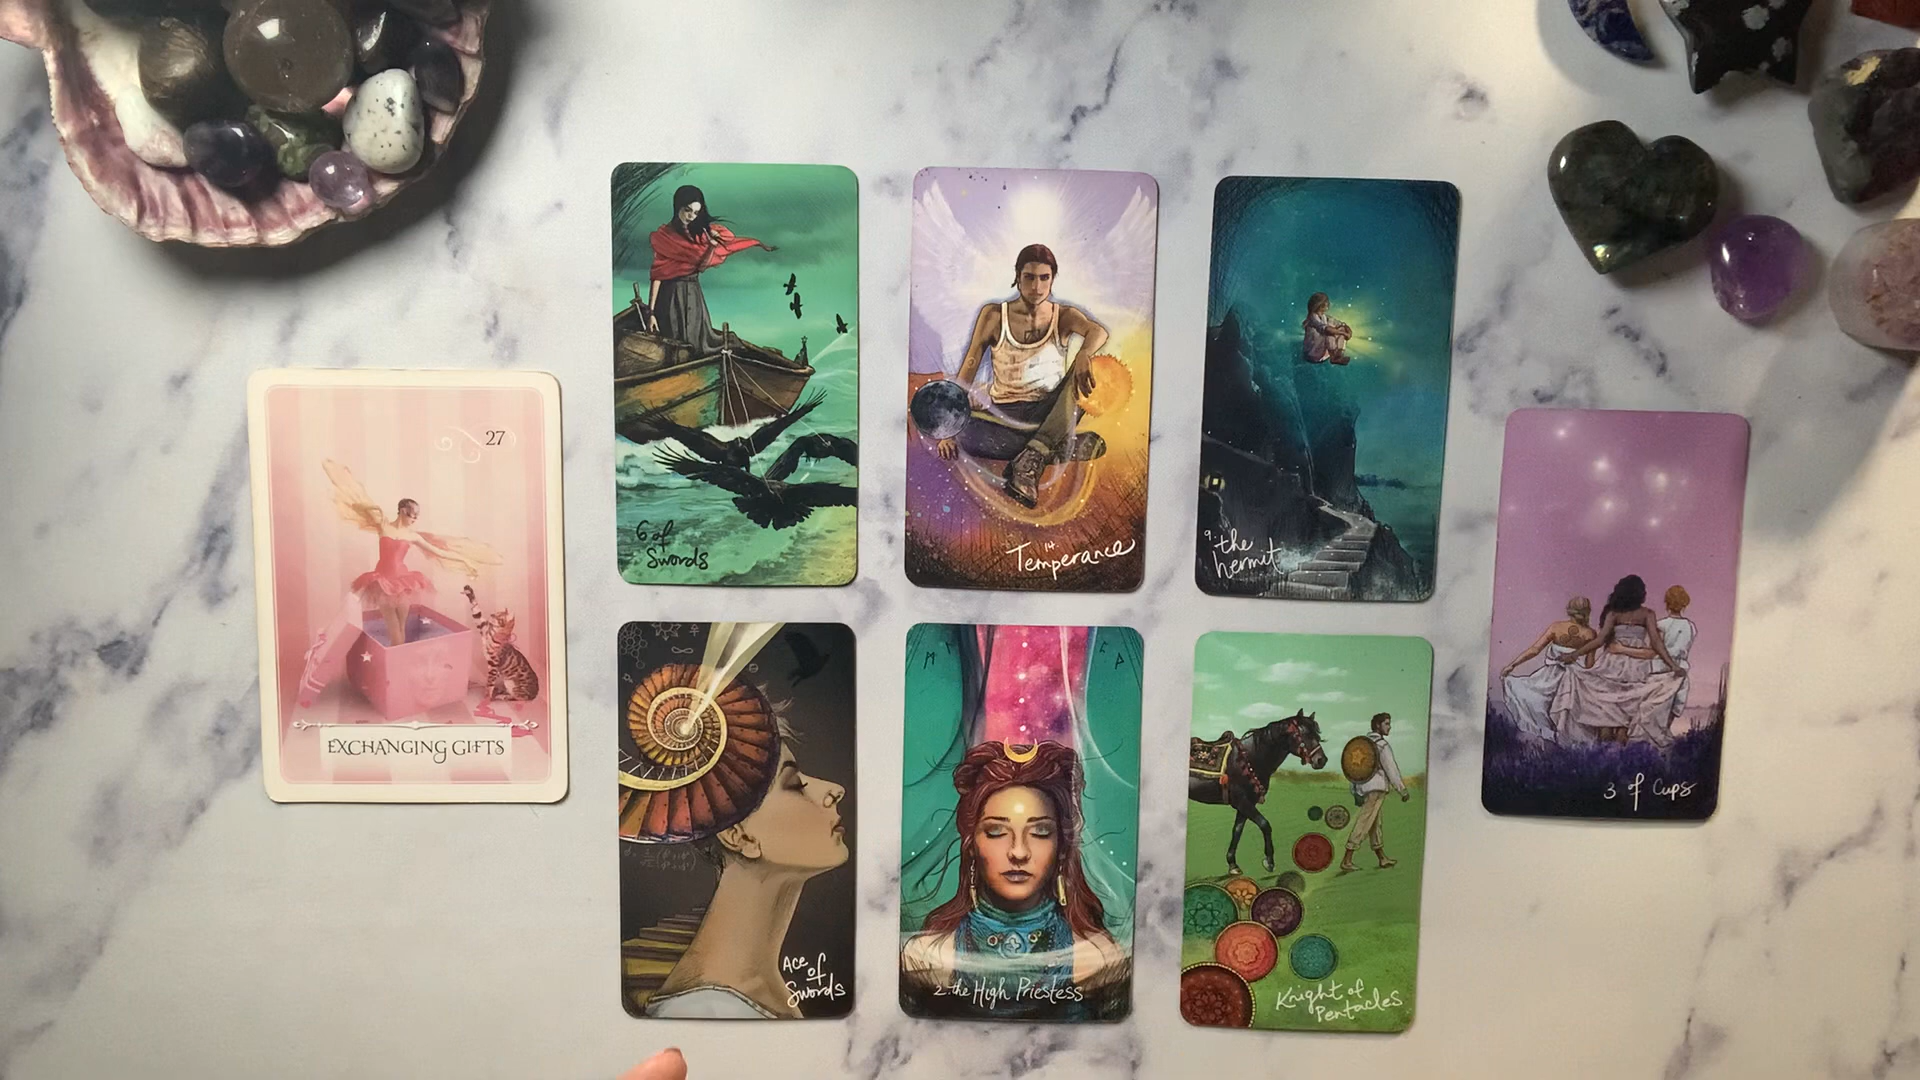 27
EXCHANGING GIFTS
6 of
Swords
14
Temperance
9. the
hermit
Ace
of
Swords
2. the High Priestess
Knight of
Pentacles
3 of Cups